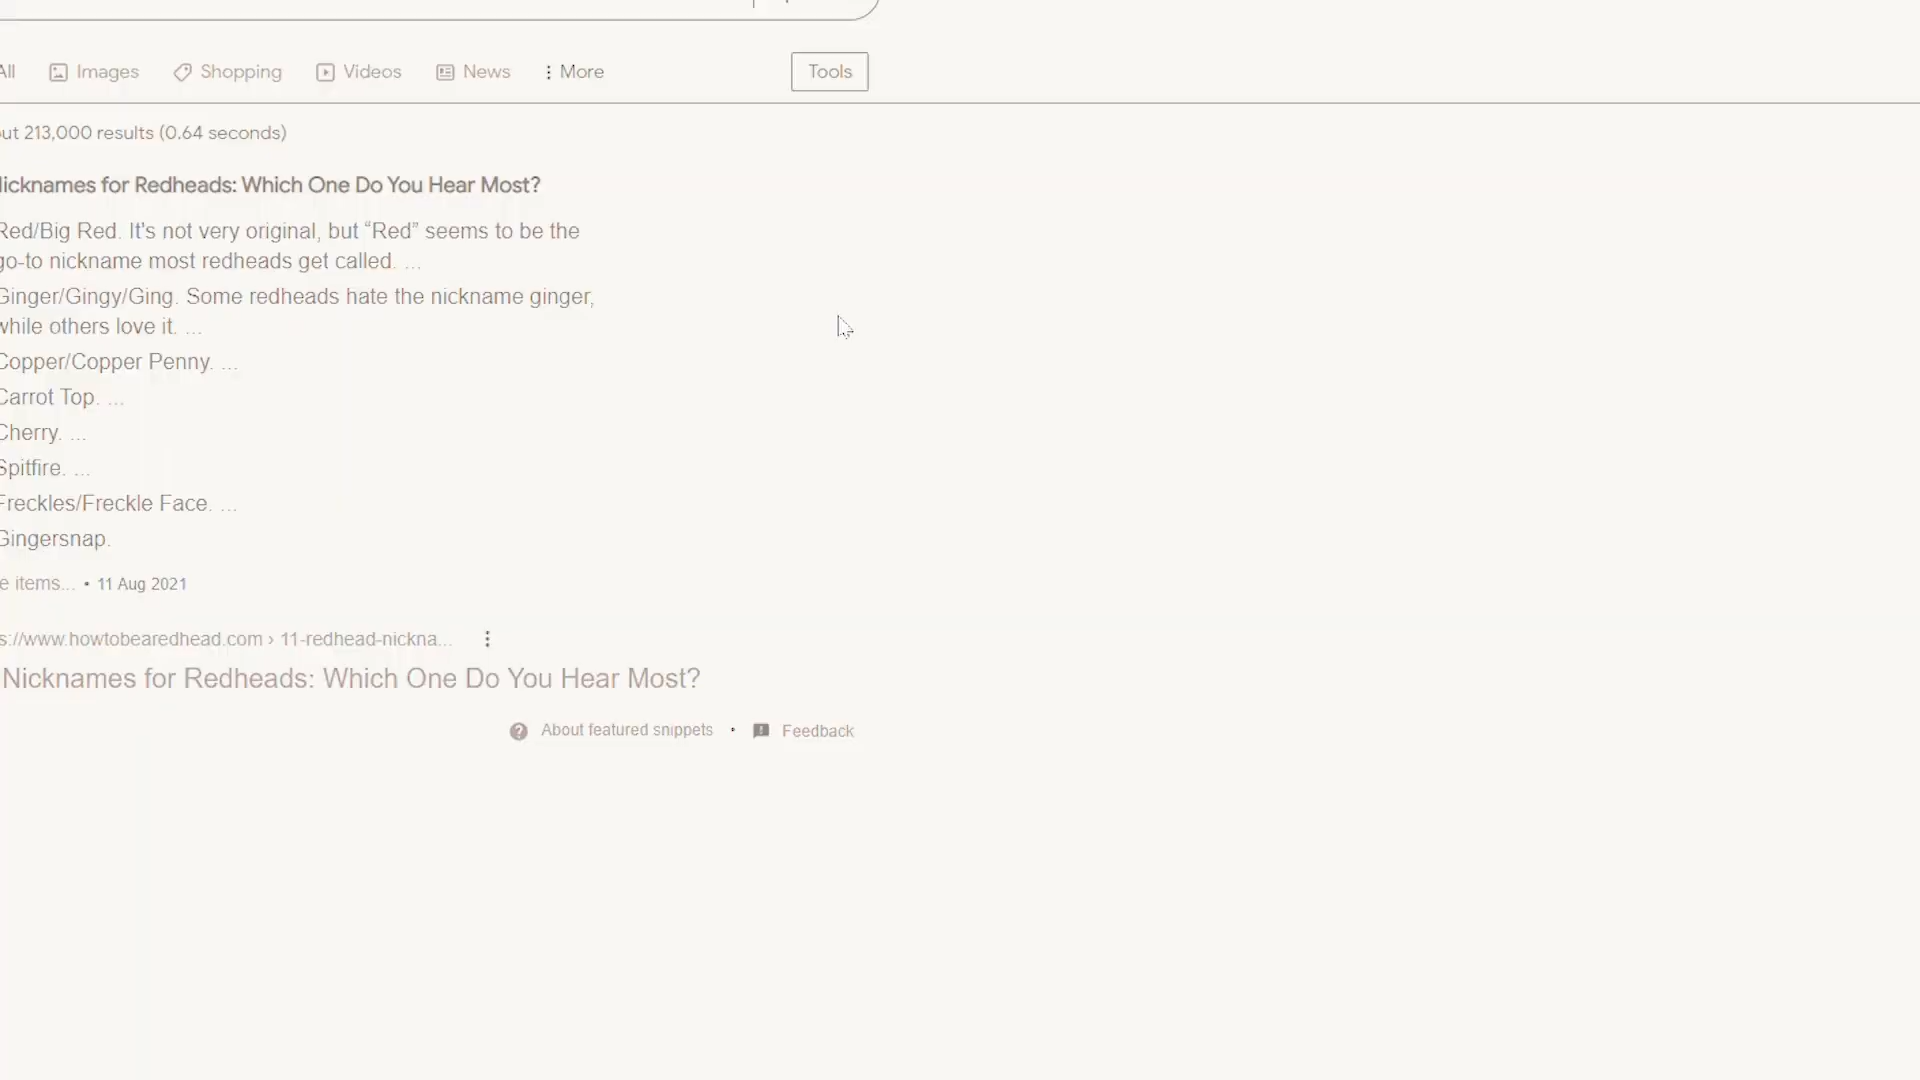 All Images Shopping Videos News More Tools
213,000 results (0.64 seconds)
Nicknames for Redheads: Which One Do You Hear Most?
Red/Big Red. It's not very original, but “Red” seems to be the
go-to nickname most redheads get called. ...
Ginger/Gingy/Ging. Some redheads hate the nickname ginger,
while others love it. ...
Copper/Copper Penny. ...
Carrot Top. ...
Cherry. ...
Spitfire. ...
Freckles/Freckle Face. ...
Gingersnap.
items... • 11 Aug 2021
s://www.howtobearedhead.com › 11-redhead-nickna...
Nicknames for Redheads: Which One Do You Hear Most?
About featured snippets • Feedback